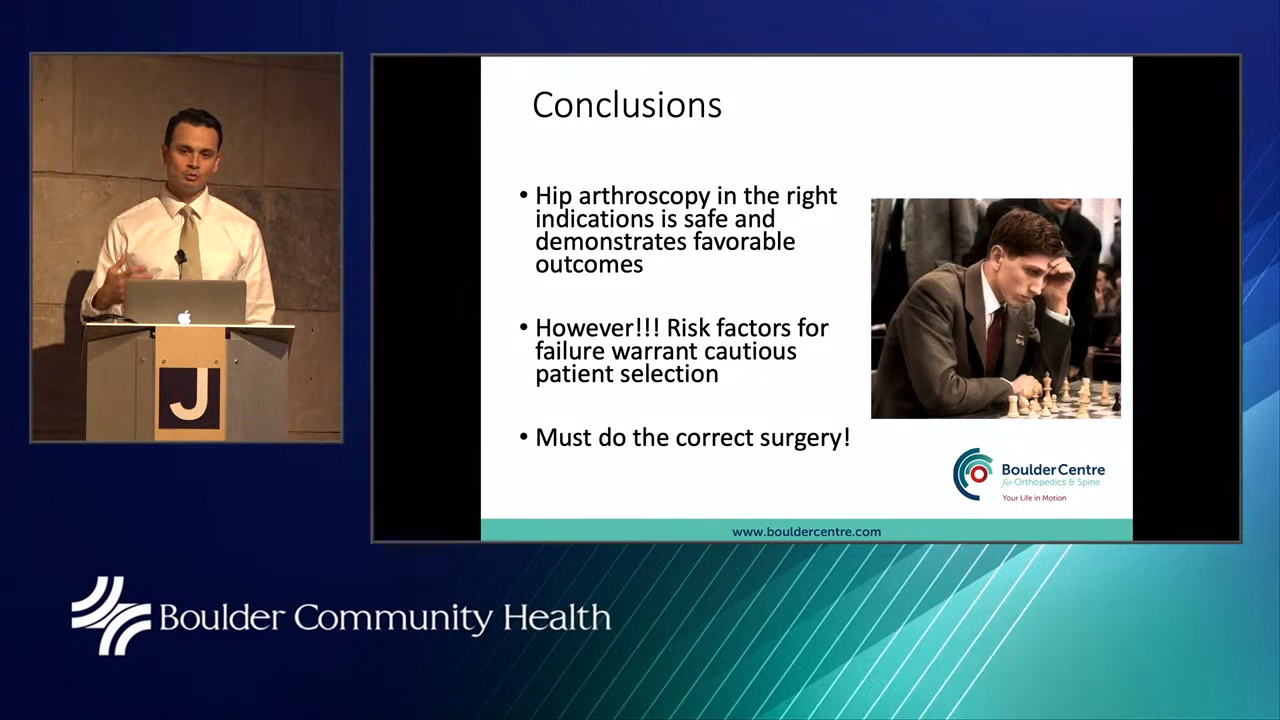 Conclusions
• Hip arthroscopy in the right
indications is safe and
demonstrates favorable
outcomes
• However!!! Risk factors for
failure warrant cautious
patient selection
• Must do the correct surgery!
BoulderCentre
for Orthopedics & Spine
Your Life in Motion
www.bouldercentre.com
J
Boulder Community Health